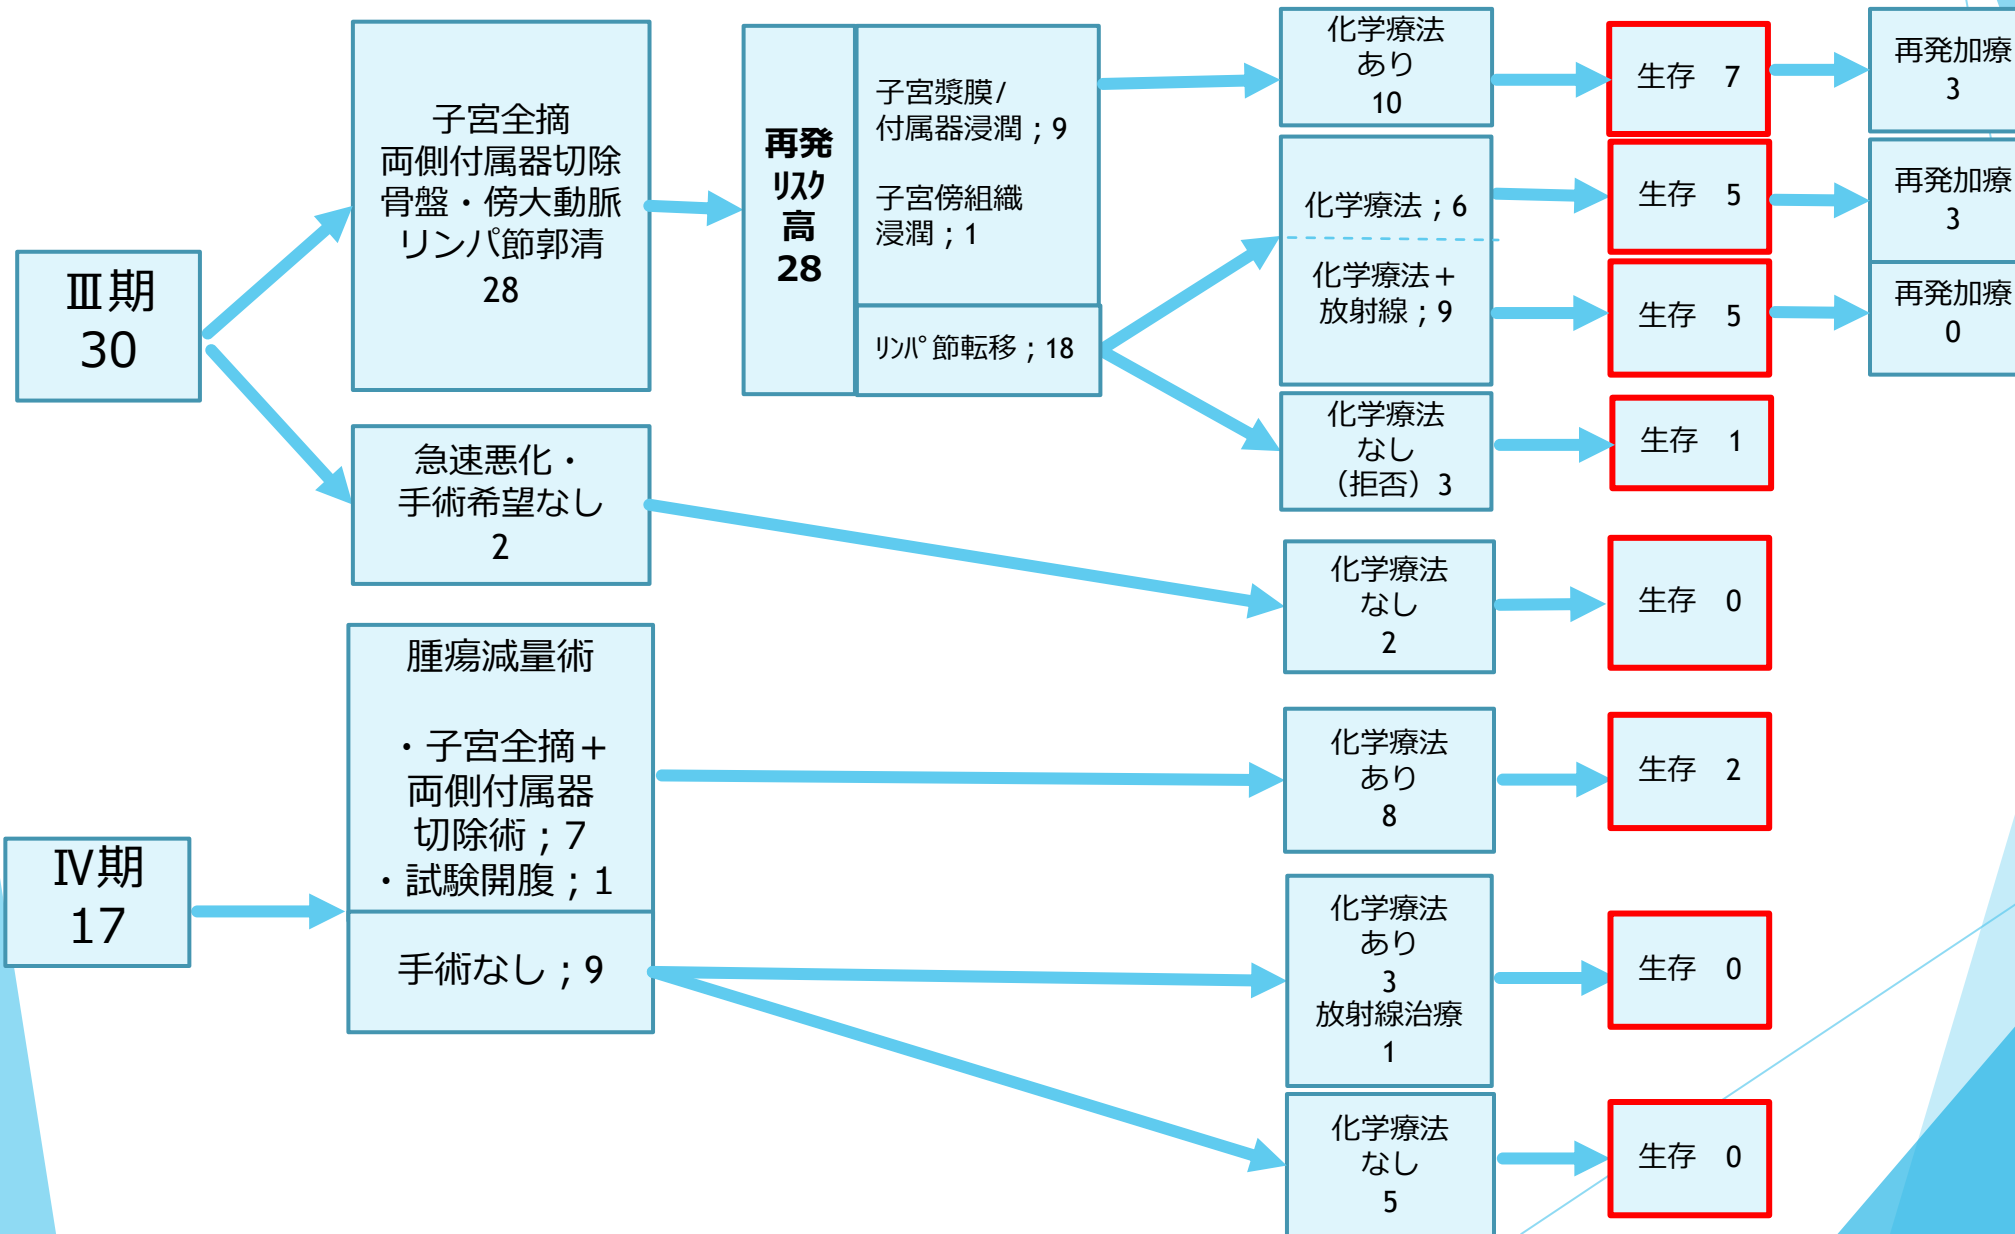 Ⅲ期
30
子宮全摘
両側付属器切除
骨盤・傍大動脈
リンパ節郭清
28
再発
ﾘｽｸ
高
28
子宮漿膜/
付属器浸潤；9
子宮傍組織
浸潤；1
ﾘﾝﾊﾟ節転移；18
化学療法
あり
10
生存　7
再発加療
3
化学療法；6
生存　5
再発加療
3
化学療法＋
放射線；9
生存　5
再発加療
0
化学療法
なし
（拒否）3
生存　1
急速悪化・
手術希望なし
2
化学療法
なし
2
生存　0
Ⅳ期
17
腫瘍減量術
・子宮全摘＋
両側付属器
切除術；7
・試験開腹；1
手術なし；9
化学療法
あり
8
生存　2
化学療法
あり
3
放射線治療
1
生存　0
化学療法
なし
5
生存　0